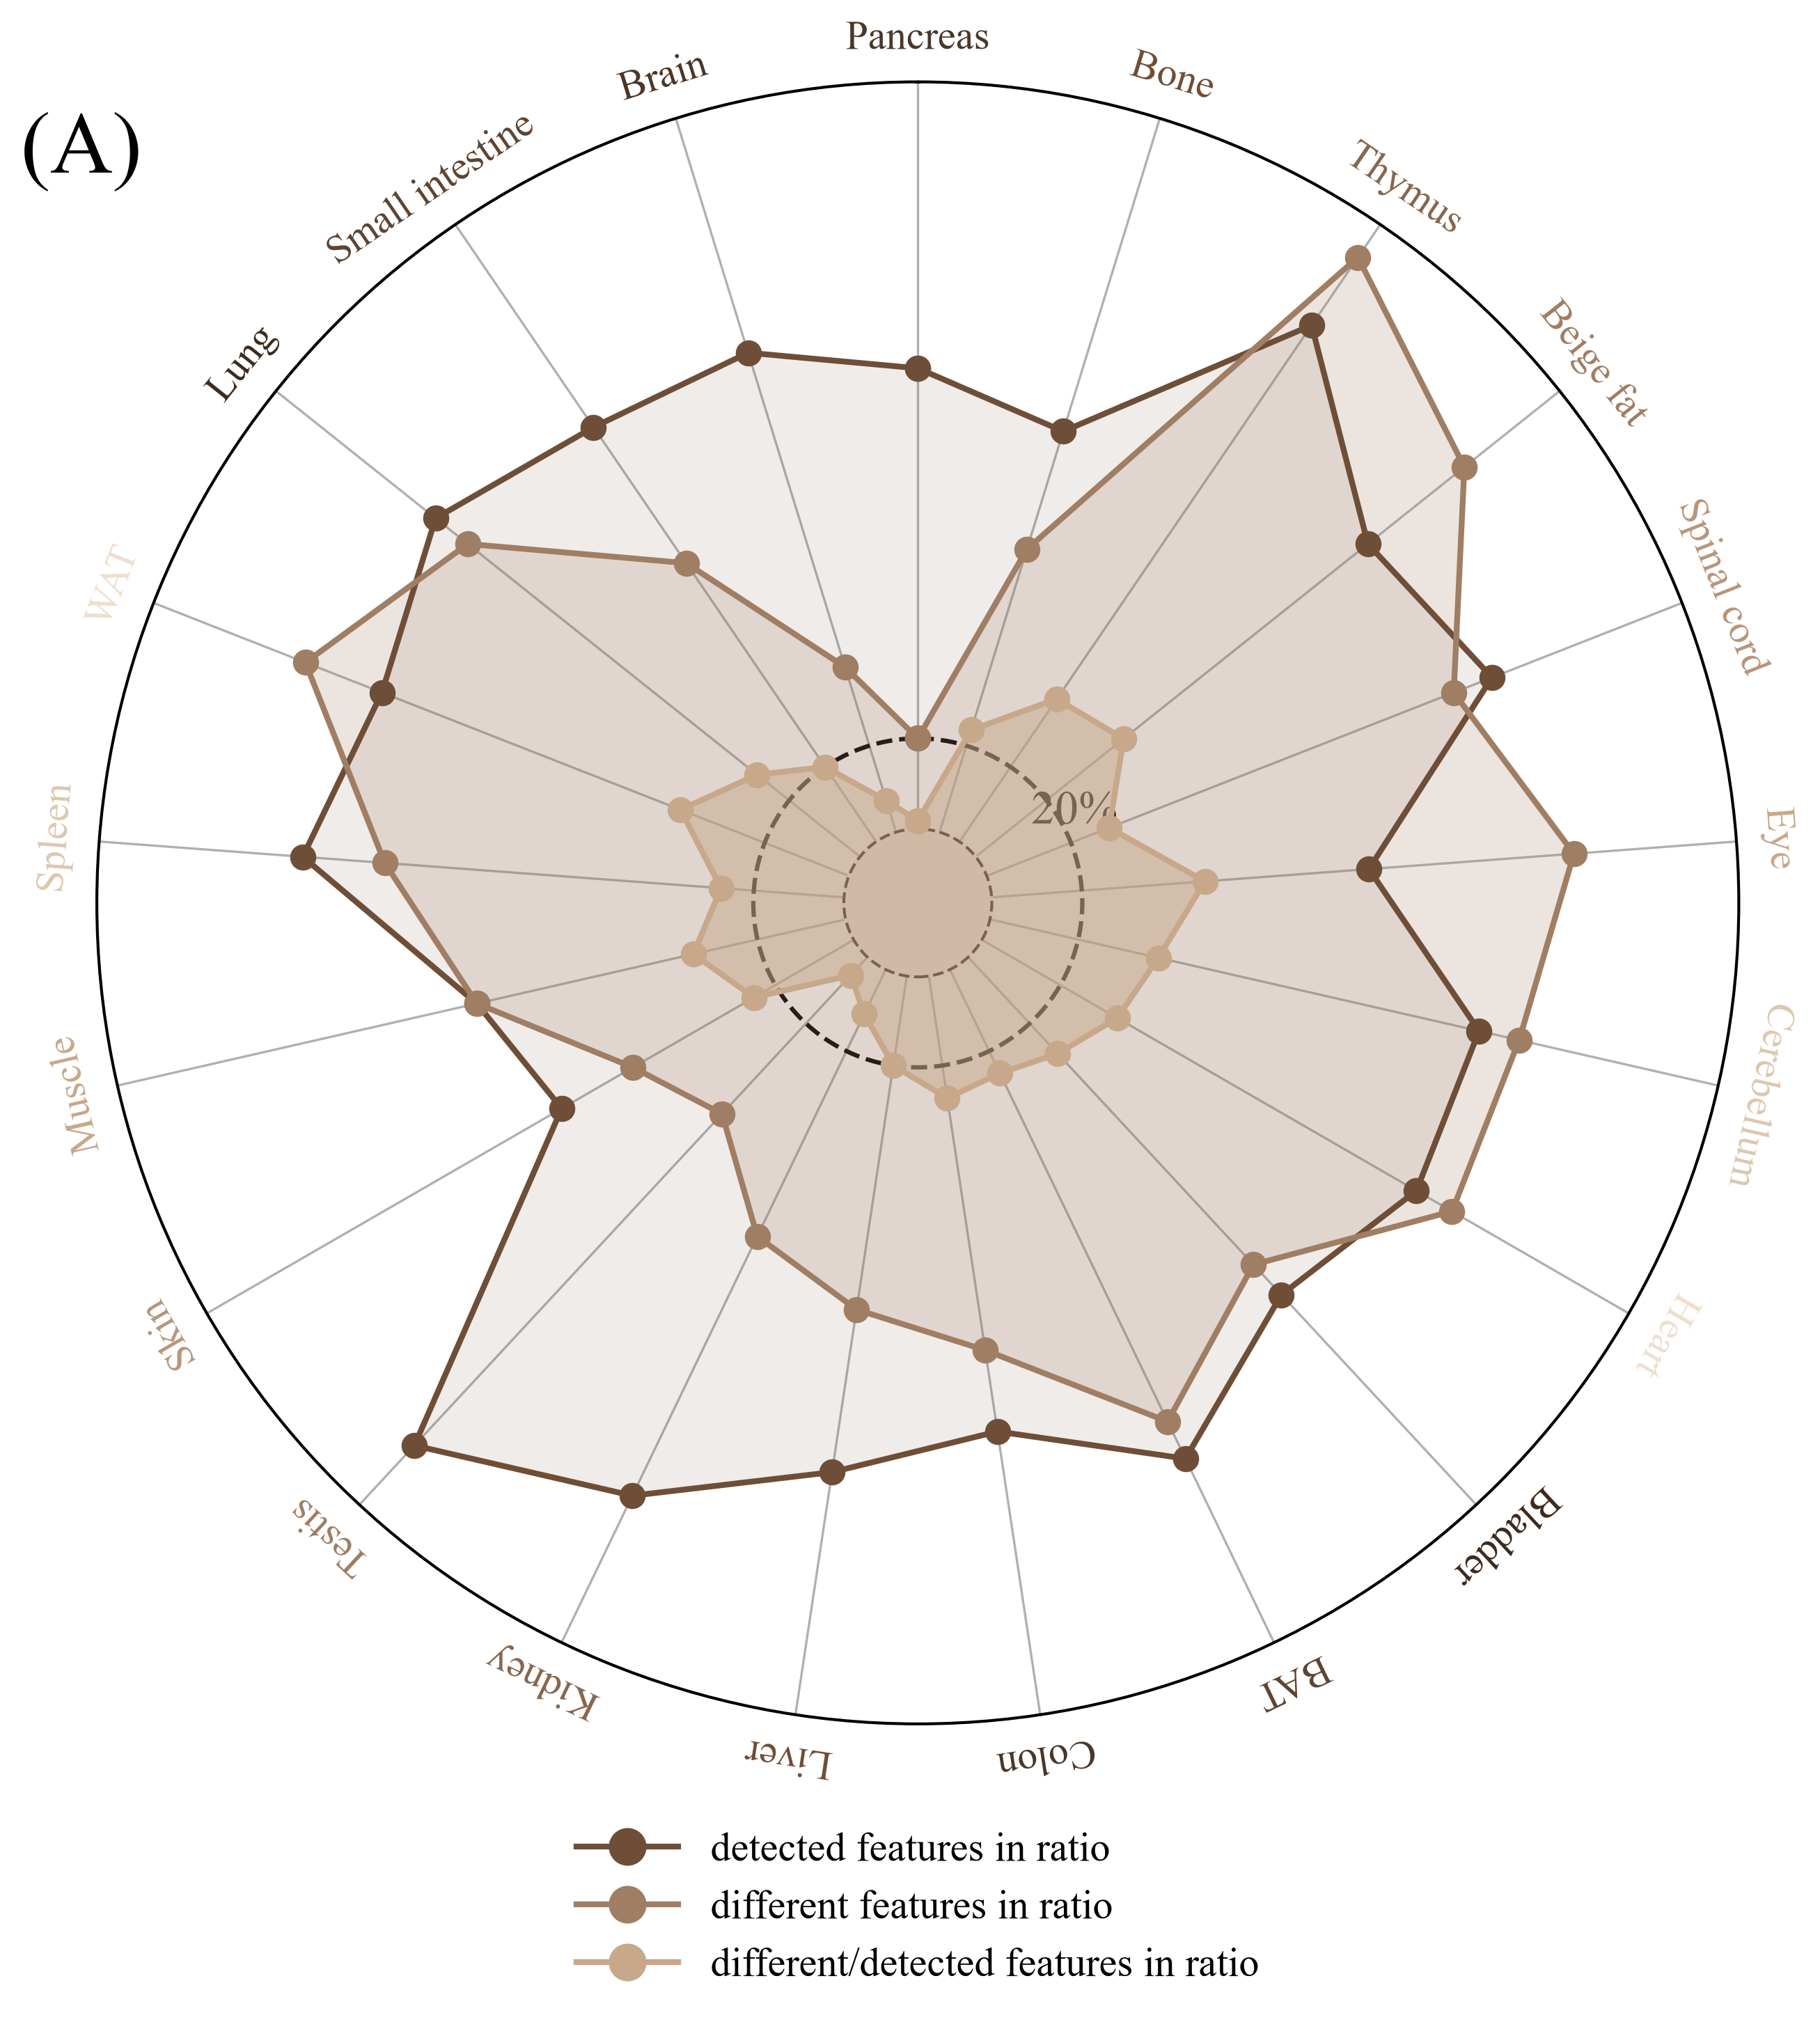 (A)
Pancreas
Bone
Thymus
Beige fat
Spinal cord
Eye
Cerebellum
Heart
Bladder
BAT
Colon
Liver
Kidney
Testis
Skin
Muscle
Spleen
WAT
Lung
Small intestine
Brain
20%
detected features in ratio
different features in ratio
different/detected features in ratio